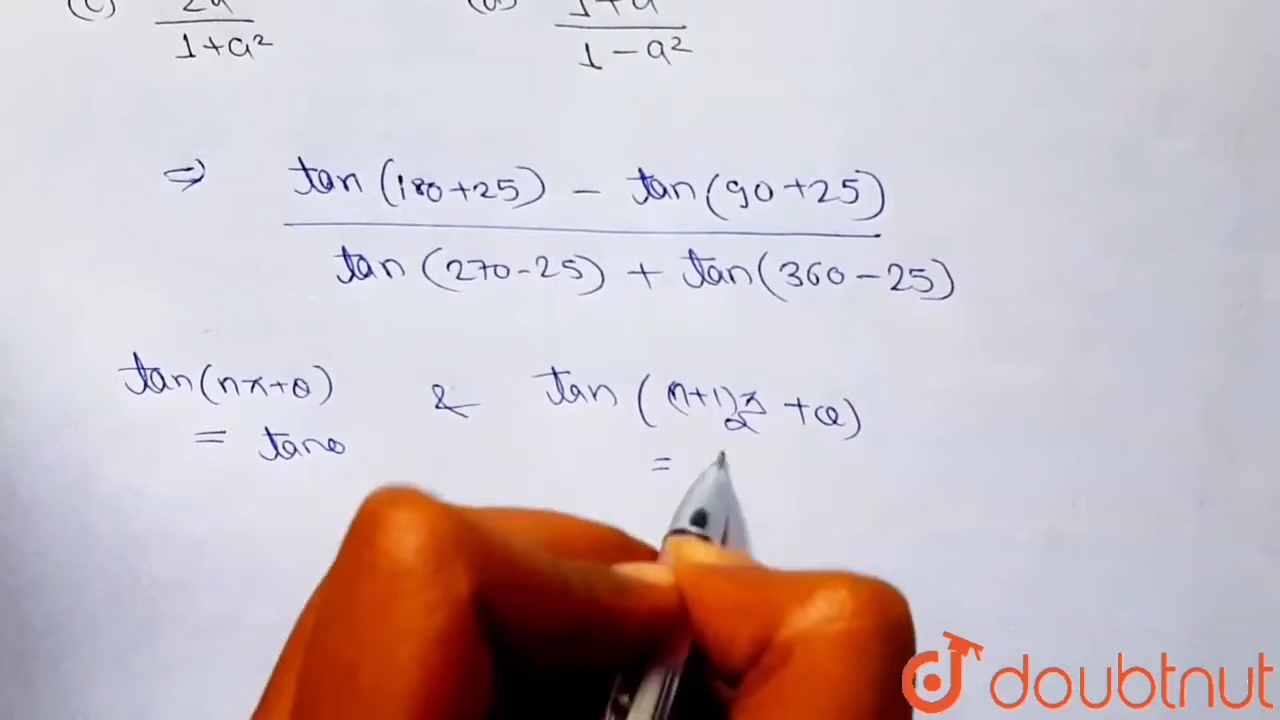 (c) 2a / 1+a² (d) 1+a / 1-a²
⇒ tan(180+25) - tan(90+25)
tan(270-25) + tan(360-25)
tan(nπ+θ) & tan((n+1)π/2 +θ)
= tanθ =
doubtnut